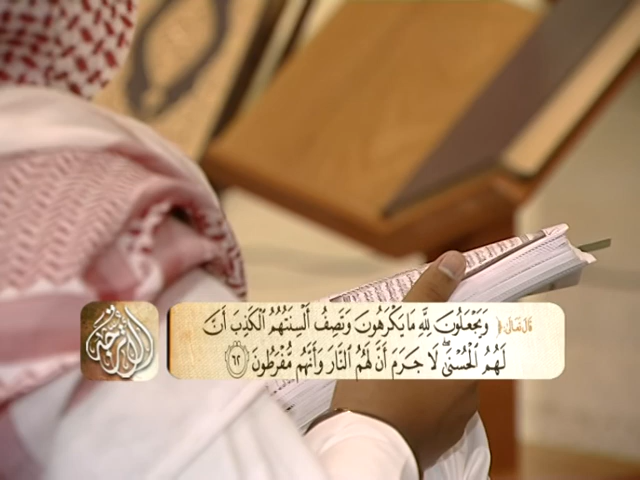 قال تعالى: وَيَجْعَلُونَ لِلَّهِ مَا يَكْرَهُونَ وَتَصِفُ أَلْسِنَتُهُمُ الْكَذِبَ أَنَّ
لَهُمُ الْحُسْنَىٰ ۖ لَا جَرَمَ أَنَّ لَهُمُ النَّارَ وَأَنَّهُم مُّفْرَطُونَ ٦٢